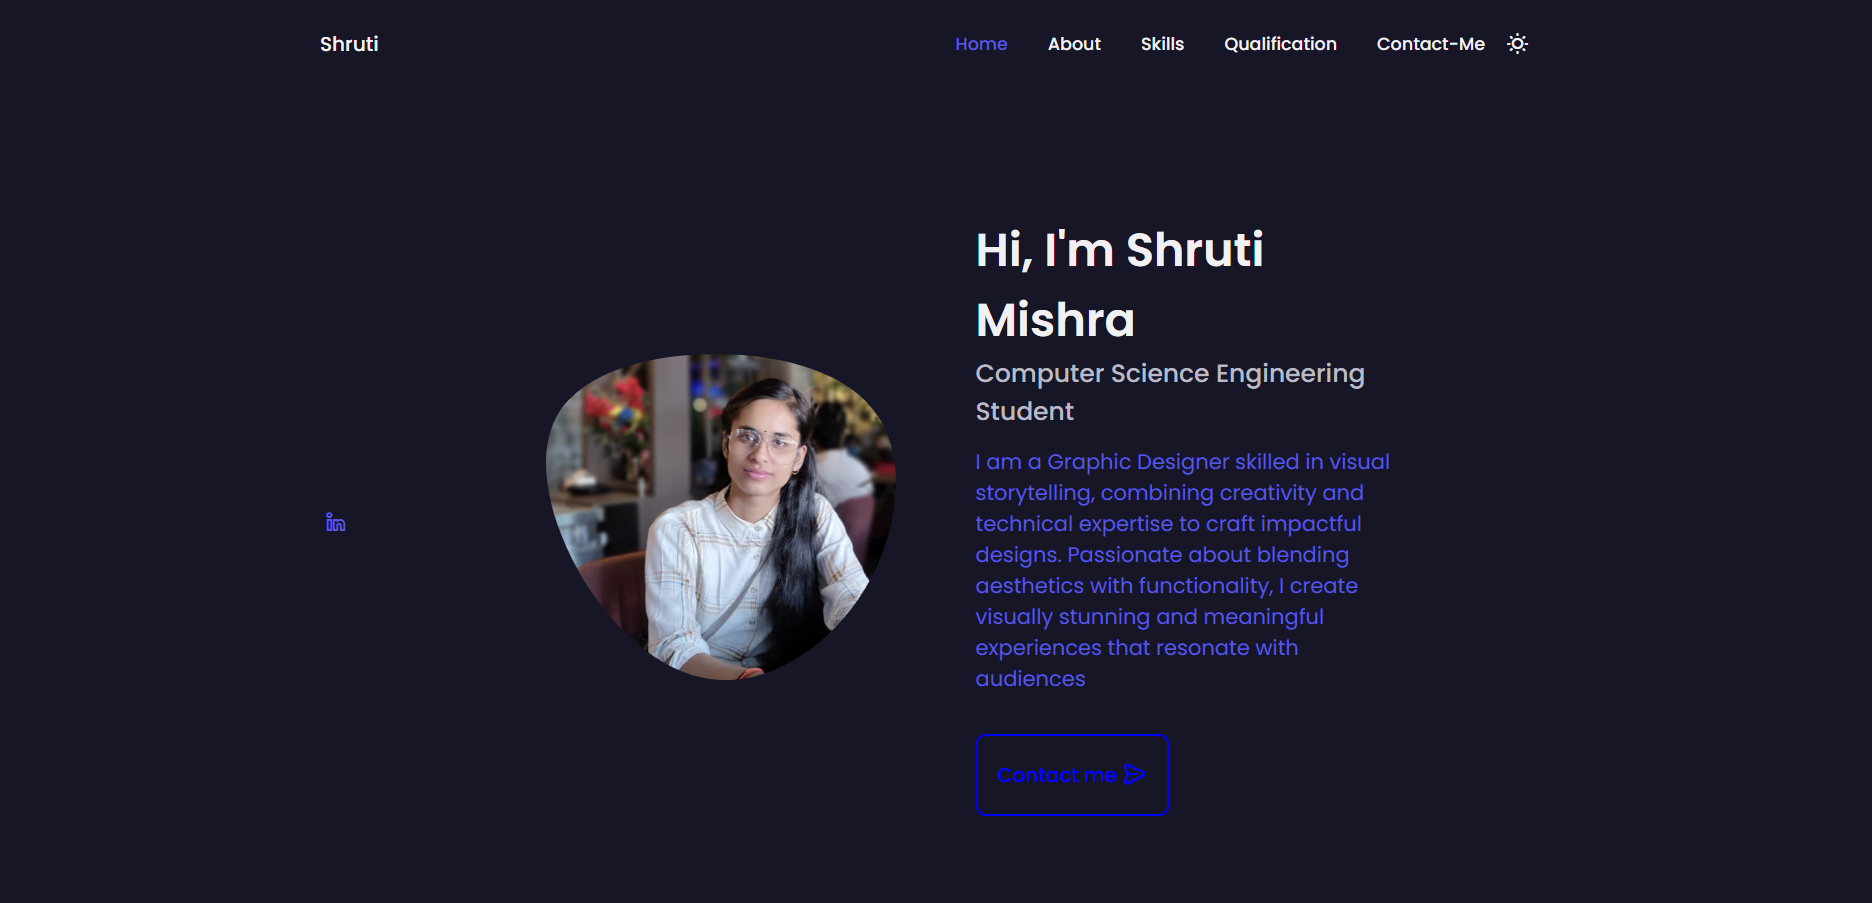 Shruti
Home About Skills Qualification Contact-Me
Hi, I'm Shruti
Mishra
Computer Science Engineering
Student
I am a Graphic Designer skilled in visual
storytelling, combining creativity and
technical expertise to craft impactful
designs. Passionate about blending
aesthetics with functionality, I create
visually stunning and meaningful
experiences that resonate with
audiences
in
Contact me